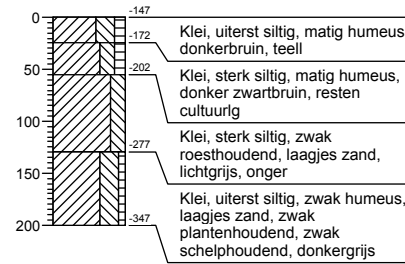 0
-147
Klei, uiterst siltig, matig humeus,
donkerbruin, teell
-172
50
-202
Klei, sterk siltig, matig humeus,
donker zwartbruin, resten
cultuurlg
100
-277
Klei, sterk siltig, zwak
roesthoudend, laagjes zand,
lichtgrijs, onger
150
Klei, uiterst siltig, zwak humeus,
laagjes zand, zwak
plantenhoudend, zwak
schelphoudend, donkergrijs
200
-347